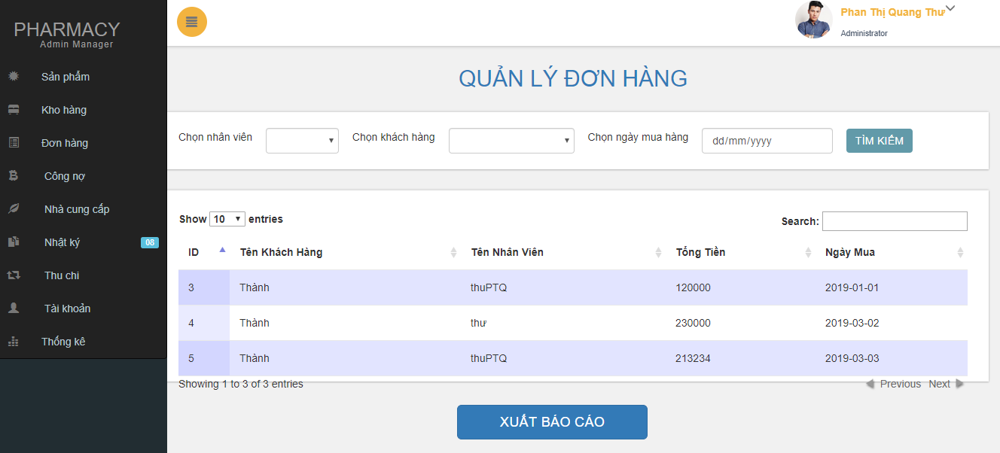 PHARMACY
Admin Manager
Sản phẩm
Kho hàng
Đơn hàng
Công nợ
Nhà cung cấp
Nhật ký 08
Thu chi
Tài khoản
Thống kê
Phan Thị Quang Thư
Administrator
QUẢN LÝ ĐƠN HÀNG
Chọn nhân viên Chọn khách hàng Chọn ngày mua hàng dd/mm/yyyy TÌM KIẾM
Show 10 entries Search:
ID Tên Khách Hàng Tên Nhân Viên Tổng Tiền Ngày Mua
3 Thành thuPTQ 120000 2019-01-01
4 Thành thư 230000 2019-03-02
5 Thành thuPTQ 213234 2019-03-03
Showing 1 to 3 of 3 entries Previous Next
XUẤT BÁO CÁO